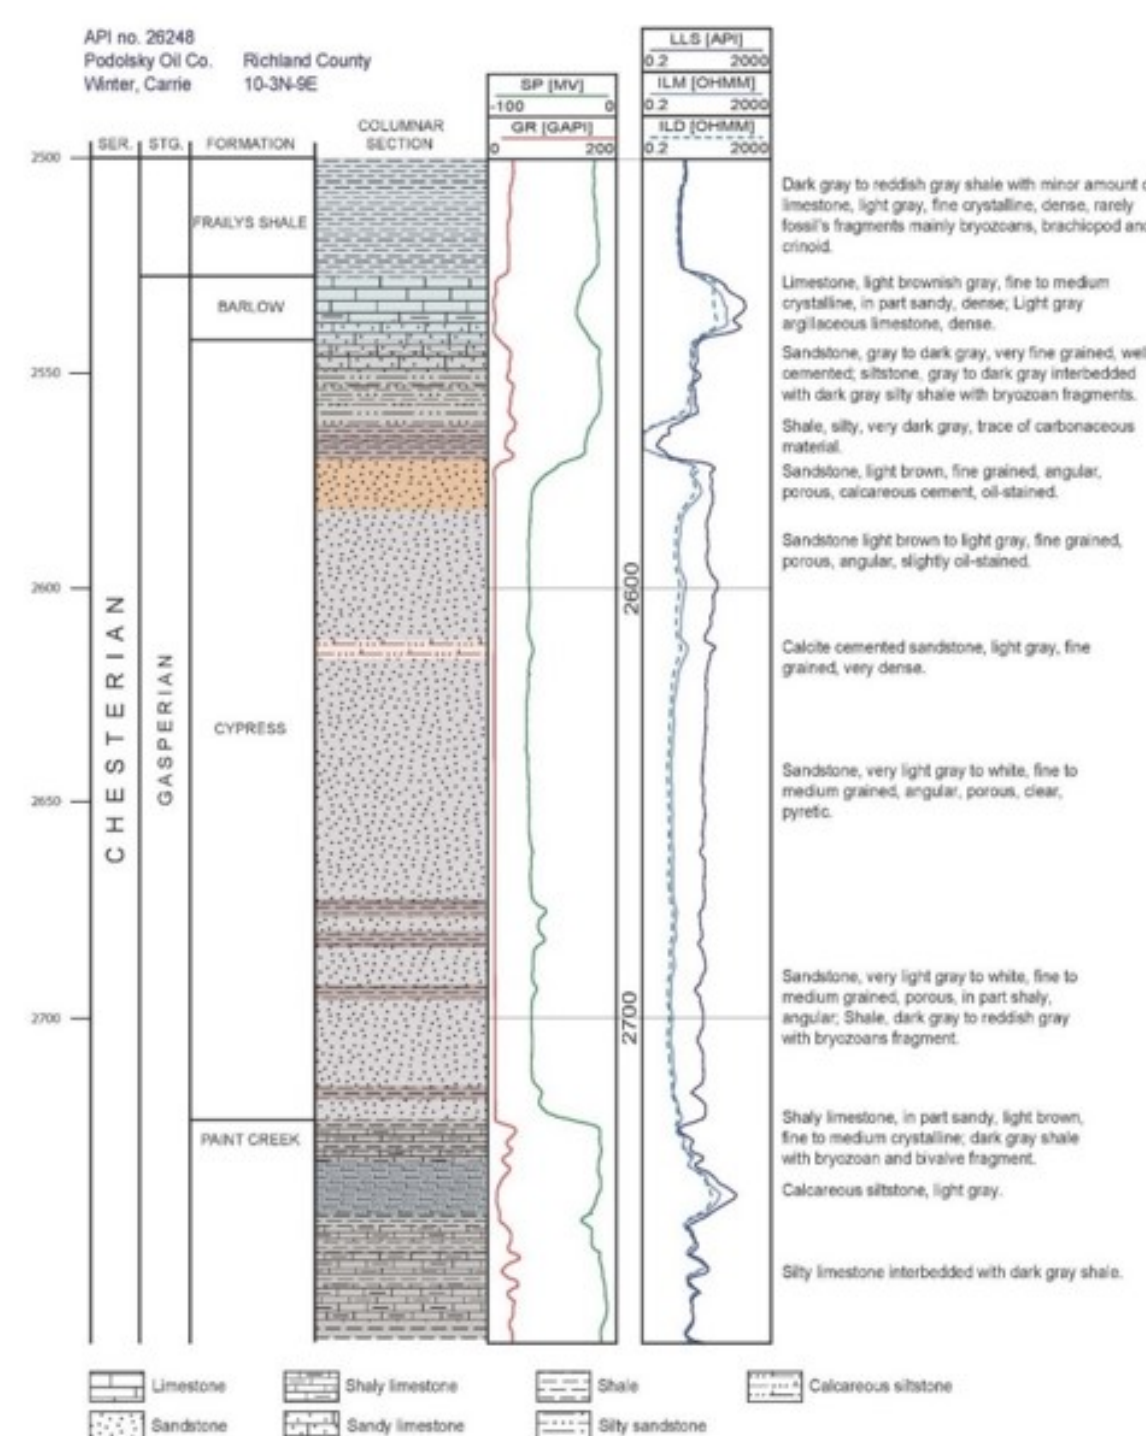 API no. 26248
Podolsky Oil Co. Richland County
Winter, Carrie 10-3N-9E
LLS [API]
0.2 2000
SP [MV]
-100 0
ILM [OHMM]
0.2 2000
GR [GAPI]
0 200
ILD [OHMM]
0.2 2000
SER. STG. FORMATION COLUMNAR
SECTION
2500
2550
2600
2650
2700
CHESTERIAN
GASPERIAN
FRAILYS SHALE
BARLOW
CYPRESS
PAINT CREEK
2600
2700
Dark gray to reddish gray shale with minor amount
limestone, light gray, fine crystalline, dense, rarely
fossil's fragments mainly bryozoans, brachiopod
crinoid.
Limestone, light brownish gray, fine to medium
crystalline, in part sandy, dense; Light gray
argillaceous limestone, dense.
Sandstone, gray to dark gray, very fine grained,
cemented; siltstone, gray to dark gray interbedded
with dark gray silty shale with bryozoan fragments.
Shale, silty, very dark gray, trace of carbonaceous
material.
Sandstone, light brown, fine grained, angular,
porous, calcareous cement, oil-stained.
Sandstone light brown to light gray, fine grained,
porous, angular, slightly oil-stained.
Calcite cemented sandstone, light gray, fine
grained, very dense.
Sandstone, very light gray to white, fine to
medium grained, angular, porous, clear,
pyretic.
Sandstone, very light gray to white, fine to
medium grained, porous, in part shaly,
angular; Shale, dark gray to reddish gray
with bryozoans fragment.
Shaly limestone, in part sandy, light brown,
fine to medium crystalline; dark gray shale
with bryozoan and bivalve fragment.
Calcareous siltstone, light gray.
Silty limestone interbedded with dark gray shale.
Limestone Shaly limestone Shale Calcareous siltstone
Sandstone Sandy limestone Silty sandstone